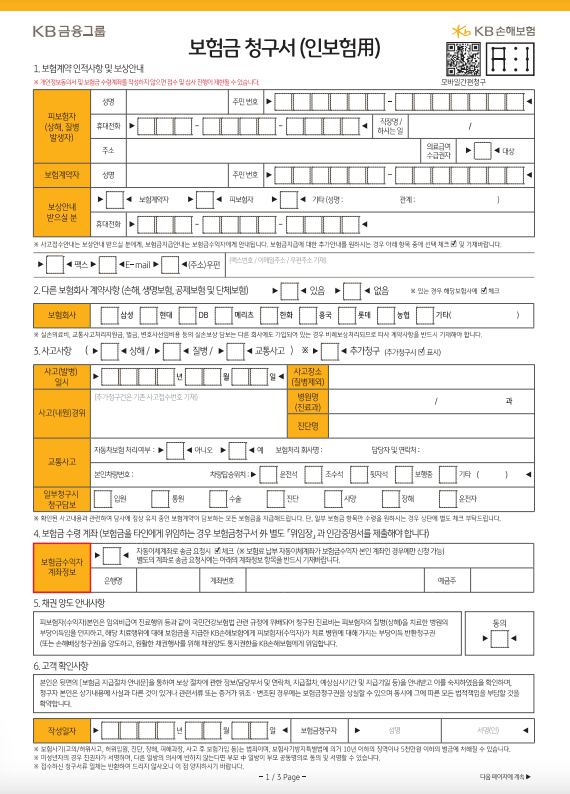 KB금융그룹
KB손해보험
보험금 청구서 (인보험用)
모바일간편청구
1. 보험계약 인적사항 및 보상안내
※ 개인정보동의서 및 보험금 수령계좌를 작성하지 않으면 접수 및 심사 진행이 제한될 수 있습니다.
피보험자
(상해, 질병
발생자)
성명
주민 번호
휴대전화
직장명 /
하시는 일
/
주소
의료급여
수급권자
대상
보험계약자
성명
주민 번호
보상안내
받으실 분
보험계약자
피보험자
기타 (성명 :
관계 :
)
휴대전화
※ 사고접수안내는 보상안내 받으실 분에게, 보험금지급안내는 보험금수익자에게 안내됩니다. 보험금지급에 대한 추가안내를 원하시는 경우 아래 항목 중에 선택 체크 및 기재바랍니다.
팩스
E-mail
(주소)우편
(팩스번호 / 이메일주소 / 우편주소 기재)
2. 다른 보험회사 계약사항 (손해, 생명보험, 공제보험 및 단체보험)
있음
없음
※ 있는 경우 해당보험사에 체크
보험회사
삼성
현대
DB
메리츠
한화
흥국
롯데
농협
기타(
)
※ 실손의료비, 교통사고처리지원금, 벌금, 변호사선임비용 등의 실손보상 담보는 다른 회사에도 가입되어 있는 경우 비례보상처리되므로 타사 계약사항을 반드시 기재해야 합니다.
3. 사고사항 ( 상해 / 질병 / 교통사고 ) ※ 추가청구 (추가청구시 표시)
사고(발병)
일시
년
월
일
사고장소
(질병제외)
사고(내원)경위
(추가청구건은 기존 사고접수번호 기재)
병원명
(진료과)
/
과
진단명
교통사고
자동차보험 처리여부 : 아니오 예 보험처리 회사명 : 담당자 및 연락처 :
본인차량번호 : 차량탑승위치 : 운전석 조수석 뒷자석 보행중 기타 ( )
일부청구시
청구담보
입원
통원
수술
진단
사망
장해
운전자
※ 확인된 사고내용과 관련하여 당사에 정상 유지 중인 보험계약이 담보하는 모든 보험금을 지급해드립니다. 단, 일부 보험금 항목만 수령을 원하시는 경우 상단에 별도 체크 부탁드립니다.
4. 보험금 수령 계좌 (보험금을 타인에게 위임하는 경우 보험금청구서 外 별도 「위임장」과 인감증명서를 제출해야 합니다)
보험금수익자
계좌정보
자동이체계좌로 송금 요청시 체크 (※ 보험료 납부 자동이체계좌가 보험금수익자 본인 계좌인 경우에만 신청 가능)
별도의 계좌로 송금 요청시에는 아래의 계좌정보 항목을 반드시 기재바랍니다.
은행명
계좌번호
예금주
5. 채권 양도 안내사항
피보험자(수익자)본인은 임의비급여 진료행위 등과 같이 국민건강보험법 관련 규정에 위배되어 청구된 진료비는 피보험자의 질병(상해)을 치료한 병원의
부당이득임을 인지하고, 해당 치료행위에 대해 보험금을 지급한 KB손해보험에게 피보험자(수익자)가 치료 병원에 대해 가지는 부당이득 반환청구권
(또는 손해배상청구권)을 양도하고, 원활한 채권행사를 위해 채권양도 통지권한을 KB손해보험에게 위임합니다.
동의
6. 고객 확인사항
본인은 뒷면의 [보험금 지급절차 안내문]을 통하여 보상 절차에 관한 정보(담당부서 및 연락처, 지급절차, 예상심사기간 및 지급기일 등)을 안내받고 이를 숙지하였음을 확인하며,
청구자 본인은 상기내용에 사실과 다른 것이 있거나 관련서류 또는 증거가 위조 · 변조된 경우에는 보험금청구권을 상실할 수 있으며 동시에 그에 따른 모든 법적책임을 부담할 것을
확약합니다.
작성일자
년
월
일
보험금청구자
성명
서명(인)
※ 보험사기(고의/허위사고, 허위입원, 진단, 장해, 피해과장, 사고 후 보험가입 등)는 범죄이며, 보험사기방지특별법에 의거 10년 이하의 징역이나 5천만원 이하의 벌금에 처해질 수 있습니다.
※ 미성년자의 경우 친권자가 서명하며, 다른 일방의 의사에 반하지 않는다면 부모 中 일방이 부모 공동명의로 동의 및 서명할 수 있습니다.
※ 접수하신 청구서류 일체는 반환하여 드리지 않사오니 이 점 양지하시기 바랍니다.
- 1 / 3 Page -
다음 페이지에 계속 ▶